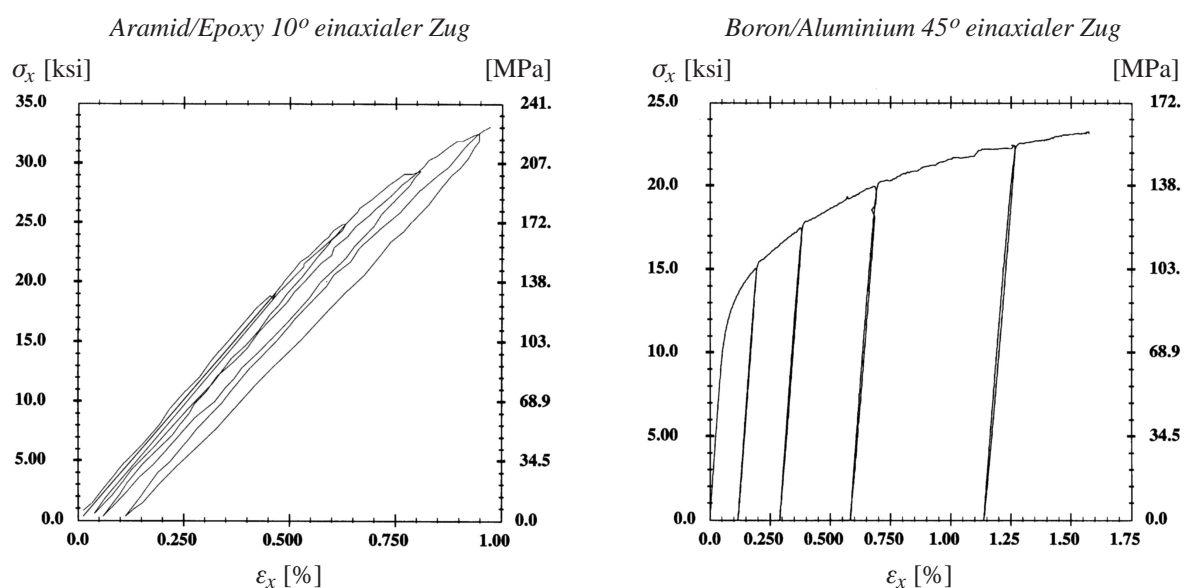 Aramid/Epoxy 10° einaxialer Zug
σx [ksi] [MPa]
35.0 241.
30.0 207.
25.0 172.
20.0 138.
15.0 103.
10.0 68.9
5.00 34.5
0.0 0.0
0.0 0.250 0.500 0.750 1.00
εx [%]
Boron/Aluminium 45° einaxialer Zug
σx [ksi] [MPa]
25.0 172.
20.0 138.
15.0 103.
10.0 68.9
5.00 34.5
0.0 0.0
0.0 0.250 0.500 0.750 1.00 1.25 1.50 1.75
εx [%]